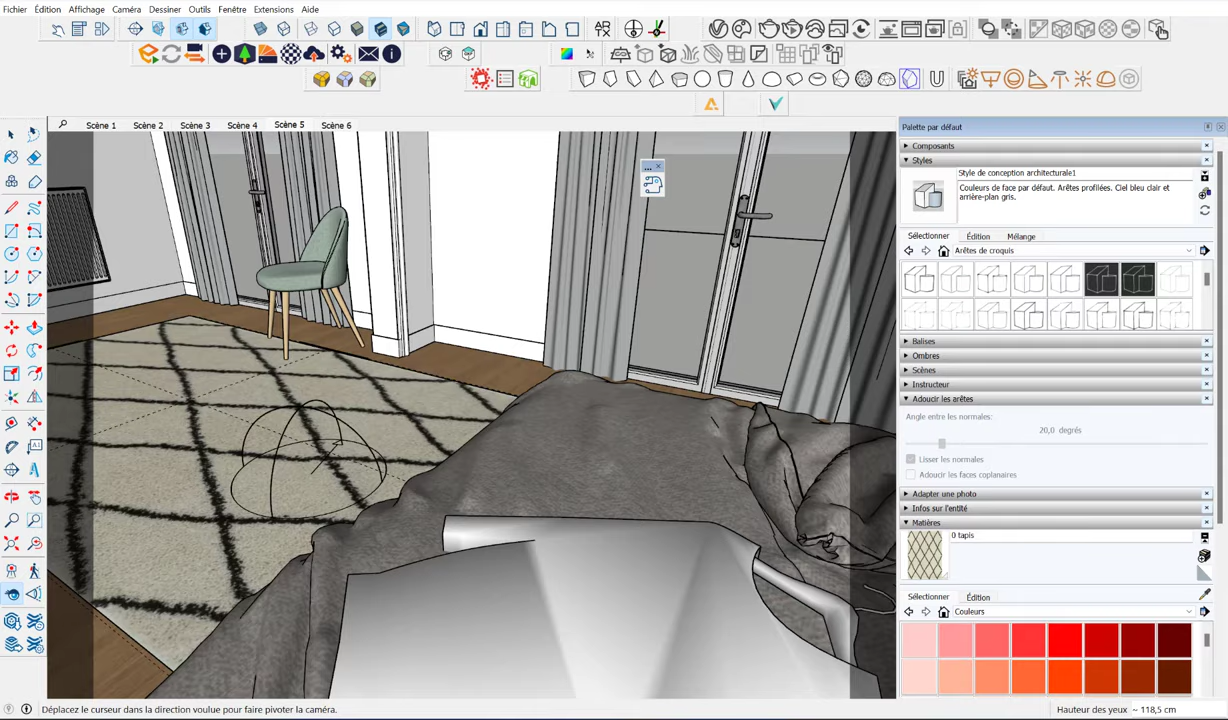 Fichier Édition Affichage Caméra Dessiner Outils Fenêtre Extensions Aide
AR
Scène 1 Scène 2 Scène 3 Scène 4 Scène 5 Scène 6
...
A1
Palette par défaut
Composants
Styles
Style de conception architecturale1
Couleurs de face par défaut. Arêtes profilées. Ciel bleu clair et
arrière-plan gris.
Sélectionner Édition Mélange
Arêtes de croquis
Balises
Ombres
Scènes
Instructeur
Adoucir les arêtes
Angle entre les normales:
20,0 degrés
Lisser les normales
Adoucir les faces coplanaires
Adapter une photo
Infos sur l'entité
Matières
0 tapis
Sélectionner Édition
Couleurs
Déplacez le curseur dans la direction voulue pour faire pivoter la caméra.
Hauteur des yeux ~ 118,5 cm